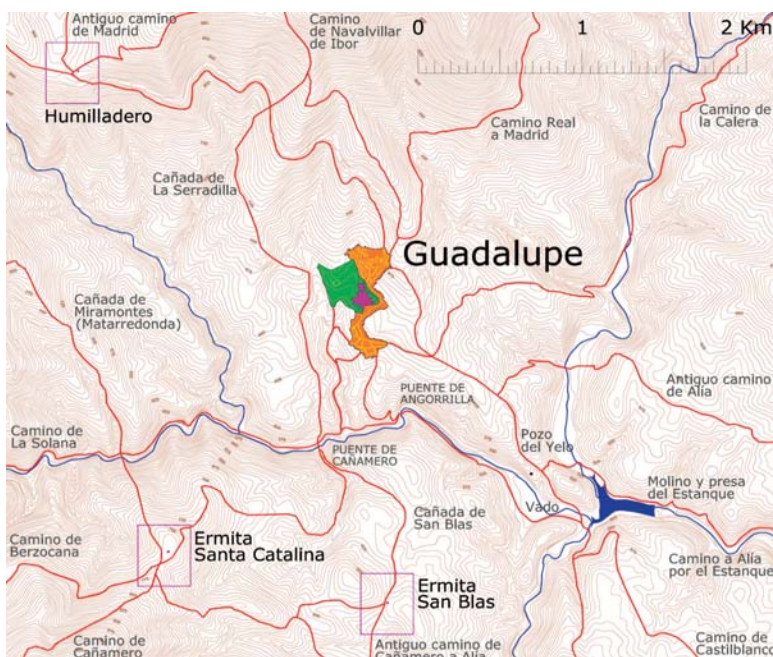 Antiguo camino
de Madrid
Camino
de Navalvillar
de Ibor
0 1 2 Km
Humilladero
Camino Real
a Madrid
Camino de
la Calera
Cañada de
La Serradilla
Guadalupe
Cañada de
Miramontes
(Matarredonda)
PUENTE DE
ANGORRILLA
Antiguo camino
de Alía
Camino de
La Solana
PUENTE DE
CAÑAMERO
Pozo
del Yelo
Molino y presa
del Estanque
Cañada de
San Blas
Vado
Ermita
Santa Catalina
Camino de
Berzocana
Camino a Alía
por el Estanque
Ermita
San Blas
Camino de
Cañamero
Antiguo camino de
Cañamero a Alía
Camino de
Castilblanco